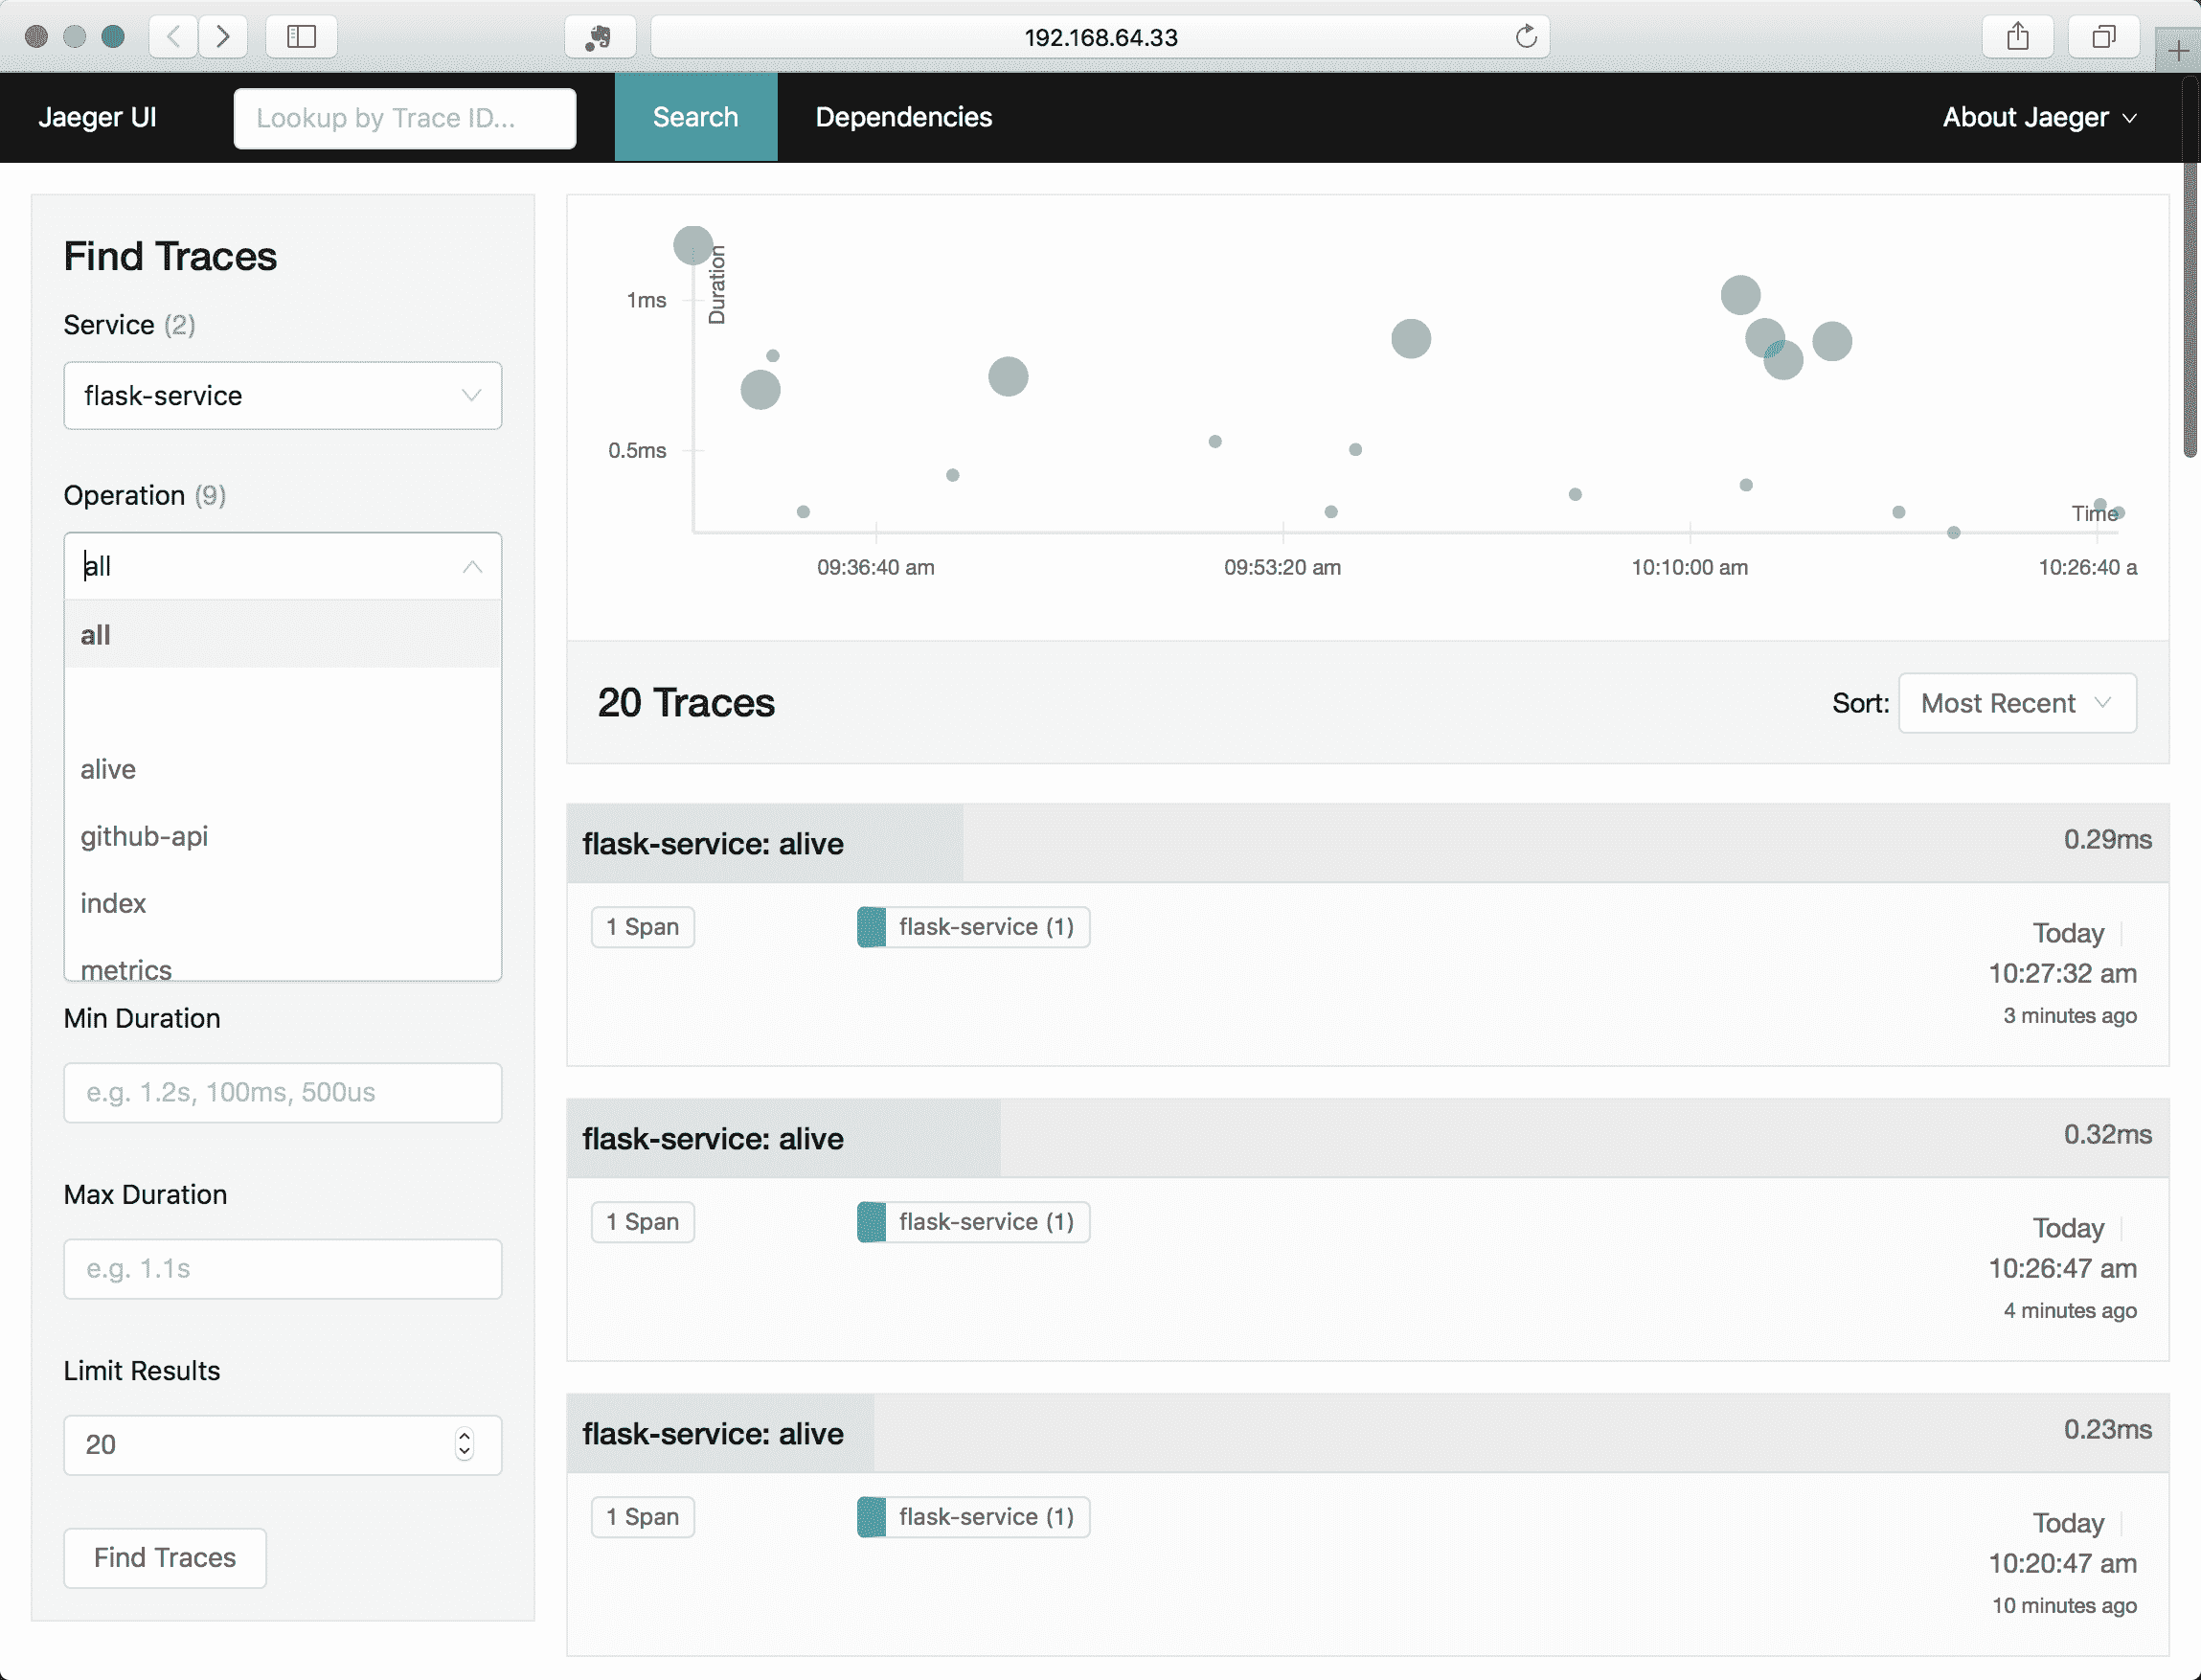 192.168.64.33
Jaeger UI
Lookup by Trace ID...
Search
Dependencies
About Jaeger
Find Traces
Service (2)
flask-service
Operation (9)
all
all
alive
github-api
index
metrics
Min Duration
e.g. 1.2s, 100ms, 500us
Max Duration
e.g. 1.1s
Limit Results
20
Find Traces
Duration
1ms
0.5ms
Time
09:36:40 am
09:53:20 am
10:10:00 am
10:26:40 a
20 Traces
Sort: Most Recent
flask-service: alive
0.29ms
1 Span
flask-service (1)
Today
10:27:32 am
3 minutes ago
flask-service: alive
0.32ms
1 Span
flask-service (1)
Today
10:26:47 am
4 minutes ago
flask-service: alive
0.23ms
1 Span
flask-service (1)
Today
10:20:47 am
10 minutes ago